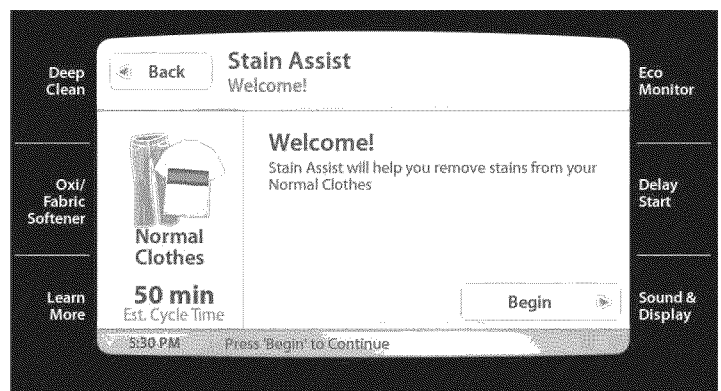 Deep
Clean
Oxi/
Fabric
Softener
Learn
More
Back
Stain Assist
Welcome!
Normal
Clothes
50 min
Est. Cycle Time
Welcome!
Stain Assist will help you remove stains from your
Normal Clothes
Begin
5:30 PM
Press 'Begin' to Continue
Eco
Monitor
Delay
Start
Sound &
Display